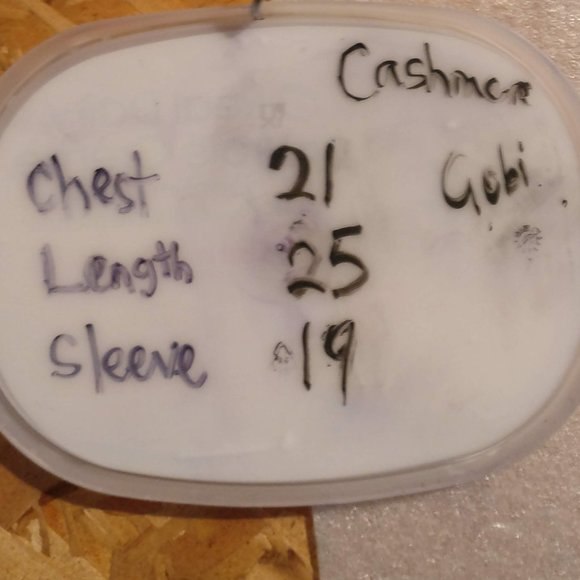 Cashmere
Chest 21 Gobi
Length 25
Sleeve 19